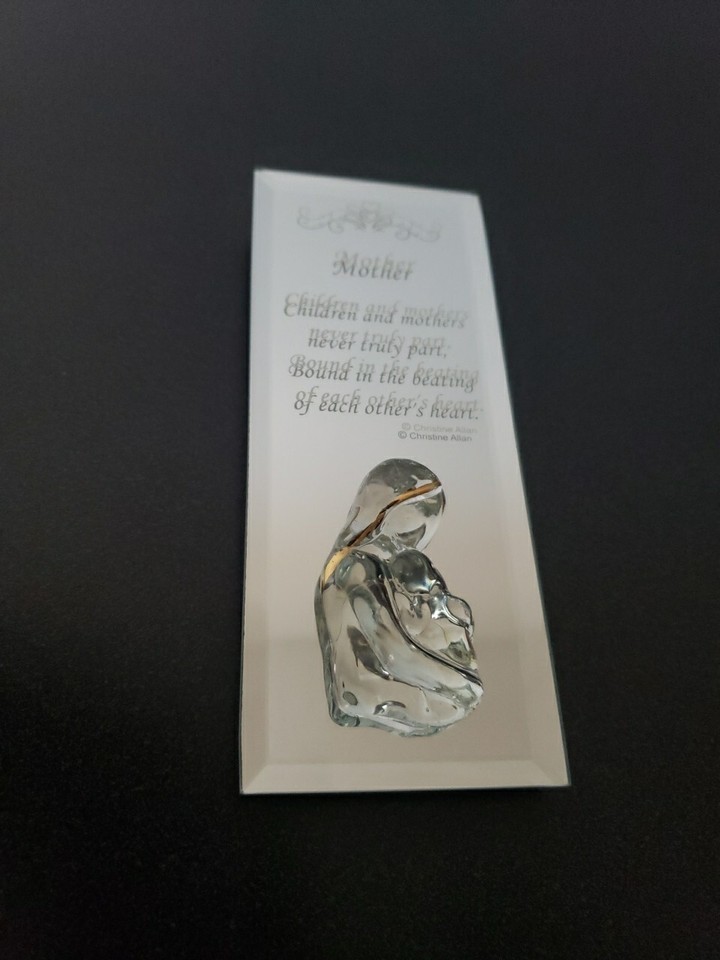 Mother
Children and mothers
never truly part,
Bound in the beating
of each other's heart.
© Christine Allan